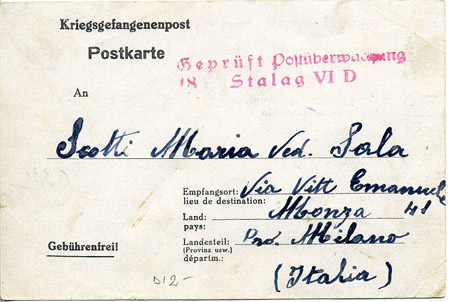 Kriegsgefangenenpost
Postkarte
Geprüft Postüberwachung
18 Stalag VI D
An
Scotti Maria Ved. Sala
Empfangsort: Via Vitt Emanuele
lieu de destination:
Land: Monza
pays:
Gebührenfrei!
Landesteil: Pro. Milano
(Provinz usw.)
départm.:
(Italia)
D12-